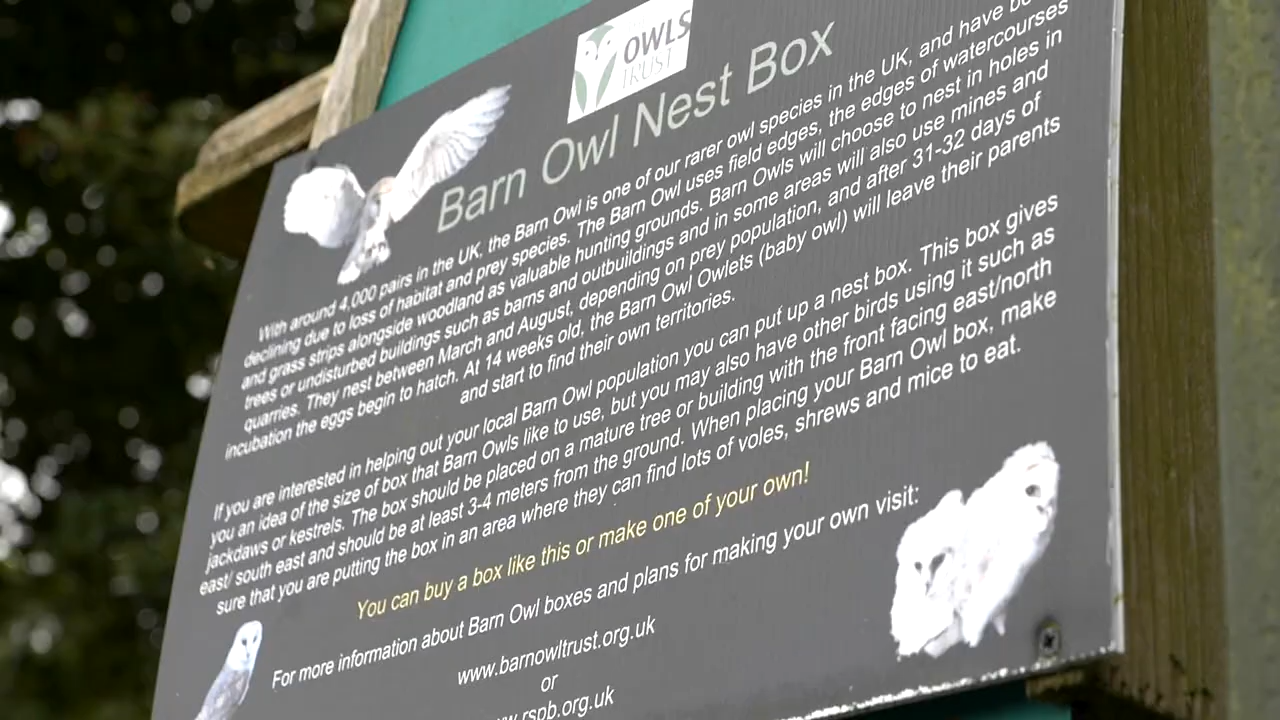 OWLS
TRUST
Barn Owl Nest Box
With around 4,000 pairs in the UK, the Barn Owl is one of our rarer owl species in the UK, and have
declining due to loss of habitat and prey species. The Barn Owl uses field edges, the edges of watercourses
and grass strips alongside woodland as valuable hunting grounds. Barn Owls will choose to nest in holes in
trees or undisturbed buildings such as barns and outbuildings and in some areas will also use mines and
quarries. They nest between March and August, depending on prey population, and after 31-32 days of
incubation the eggs begin to hatch. At 14 weeks old, the Barn Owl Owlets (baby owl) will leave their parents
and start to find their own territories.
If you are interested in helping out your local Barn Owl population you can put up a nest box. This box gives
you an idea of the size of box that Barn Owls like to use, but you may also have other birds using it such as
jackdaws or kestrels. The box should be placed on a mature tree or building with the front facing east/north
east/ south east and should be at least 3-4 meters from the ground. When placing your Barn Owl box, make
sure that you are putting the box in an area where they can find lots of voles, shrews and mice to eat.
You can buy a box like this or make one of your own!
For more information about Barn Owl boxes and plans for making your own visit:
www.barnowltrust.org.uk
or
w.rspb.org.uk